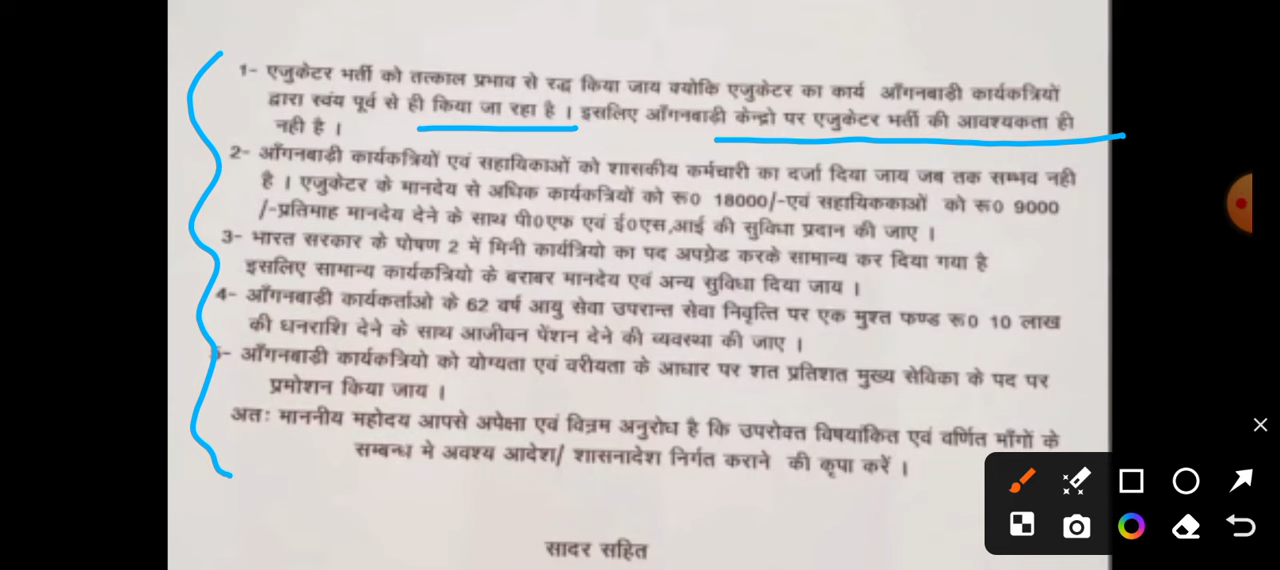 1- एजुकेटर भर्ती को तत्काल प्रभाव से रद्ध किया जाय क्योकि एजुकेटर का कार्य आँगनबाड़ी कार्यकत्रियों
द्वारा स्वंय पूर्व से ही किया जा रहा है । इसलिए आँगनबाड़ी केन्द्रो पर एजुकेटर भर्ती की आवश्यकता ही
नही है ।
2- आँगनबाड़ी कार्यकत्रियों एवं सहायिकाओं को शासकीय कर्मचारी का दर्जा दिया जाय जब तक सम्भव नही
है । एजुकेटर के मानदेय से अधिक कार्यकत्रियों को रू0 18000/-एवं सहायिककाओं को रू0 9000
/-प्रतिमाह मानदेय देने के साथ पी0एफ एवं ई0एस,आई की सुविधा प्रदान की जाए ।
3- भारत सरकार के पोषण 2 में मिनी कार्यत्रियो का पद अपग्रेड करके सामान्य कर दिया गया है
इसलिए सामान्य कार्यकत्रियो के बराबर मानदेय एवं अन्य सुविधा दिया जाय ।
4- आँगनबाड़ी कार्यकर्ताओ के 62 वर्ष आयु सेवा उपरान्त सेवा निवृत्ति पर एक मुश्त फण्ड रू0 10 लाख
की धनराशि देने के साथ आजीवन पेंशन देने की व्यवस्था की जाए ।
5- आँगनबाड़ी कार्यकत्रियो को योग्यता एवं वरीयता के आधार पर शत प्रतिशत मुख्य सेविका के पद पर
प्रमोशन किया जाय ।
अतः माननीय महोदय आपसे अपेक्षा एवं विन्रम अनुरोध है कि उपरोक्त विषयांकित एवं वर्णित माँगों के
सम्बन्ध मे अवश्य आदेश/ शासनादेश निर्गत कराने की कृपा करें ।
सादर सहित